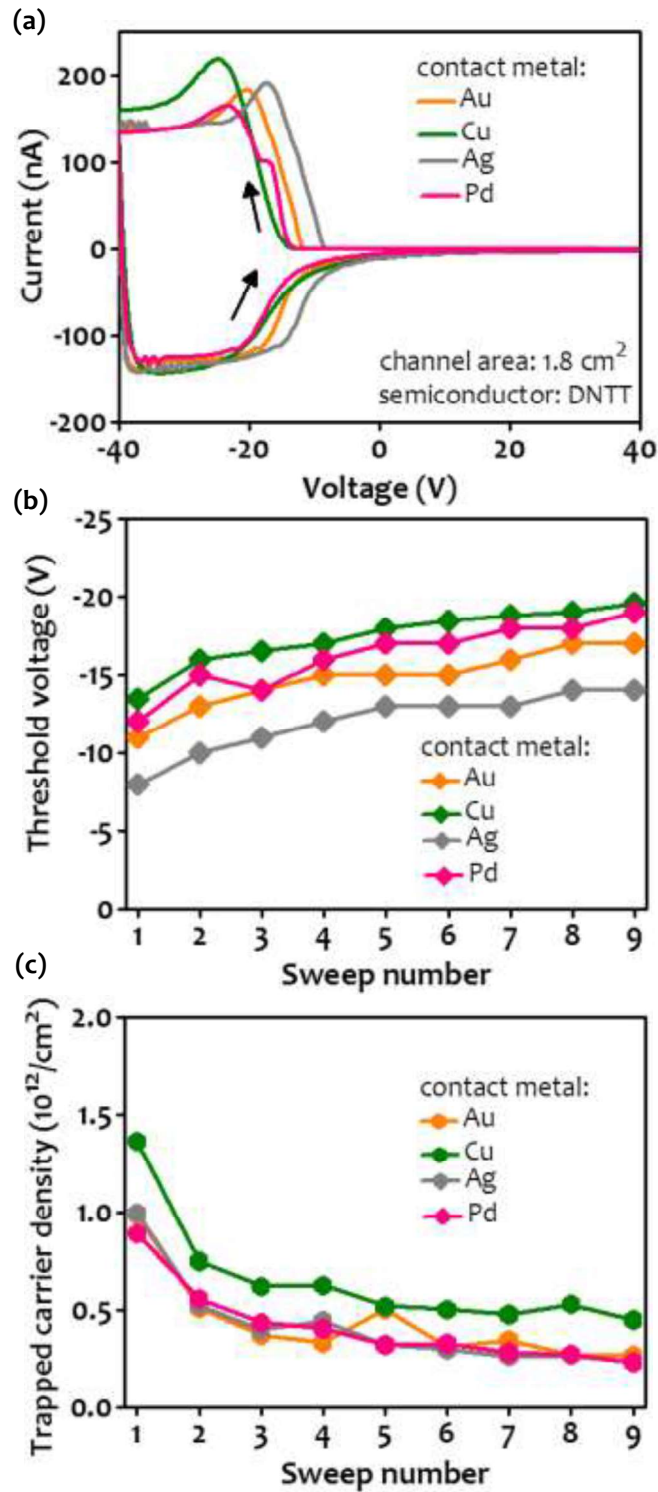 (a)
200
100
0
-100
-200
Current (nA)
contact metal:
Au
Cu
Ag
Pd
channel area: 1.8 cm²
semiconductor: DNTT
-40 -20 0 20 40
Voltage (V)
(b)
-25
-20
-15
-10
-5
0
Threshold voltage (V)
contact metal:
Au
Cu
Ag
Pd
1 2 3 4 5 6 7 8 9
Sweep number
(c)
2.0
1.5
1.0
0.5
0.0
Trapped carrier density (10¹²/cm²)
contact metal:
Au
Cu
Ag
Pd
1 2 3 4 5 6 7 8 9
Sweep number